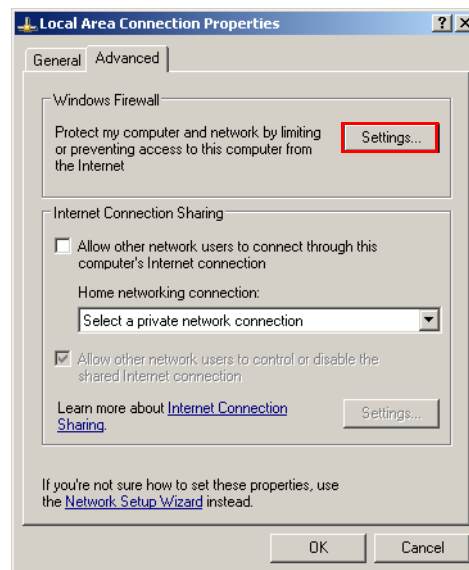 Local Area Connection Properties
General
Advanced
Windows Firewall
Protect my computer and network by limiting
or preventing access to this computer from
the Internet
Settings...
Internet Connection Sharing
Allow other network users to connect through this
computer's Internet connection
Home networking connection:
Select a private network connection
Allow other network users to control or disable the
shared Internet connection
Learn more about Internet Connection
Sharing.
Settings...
If you're not sure how to set these properties, use
the Network Setup Wizard instead.
OK
Cancel